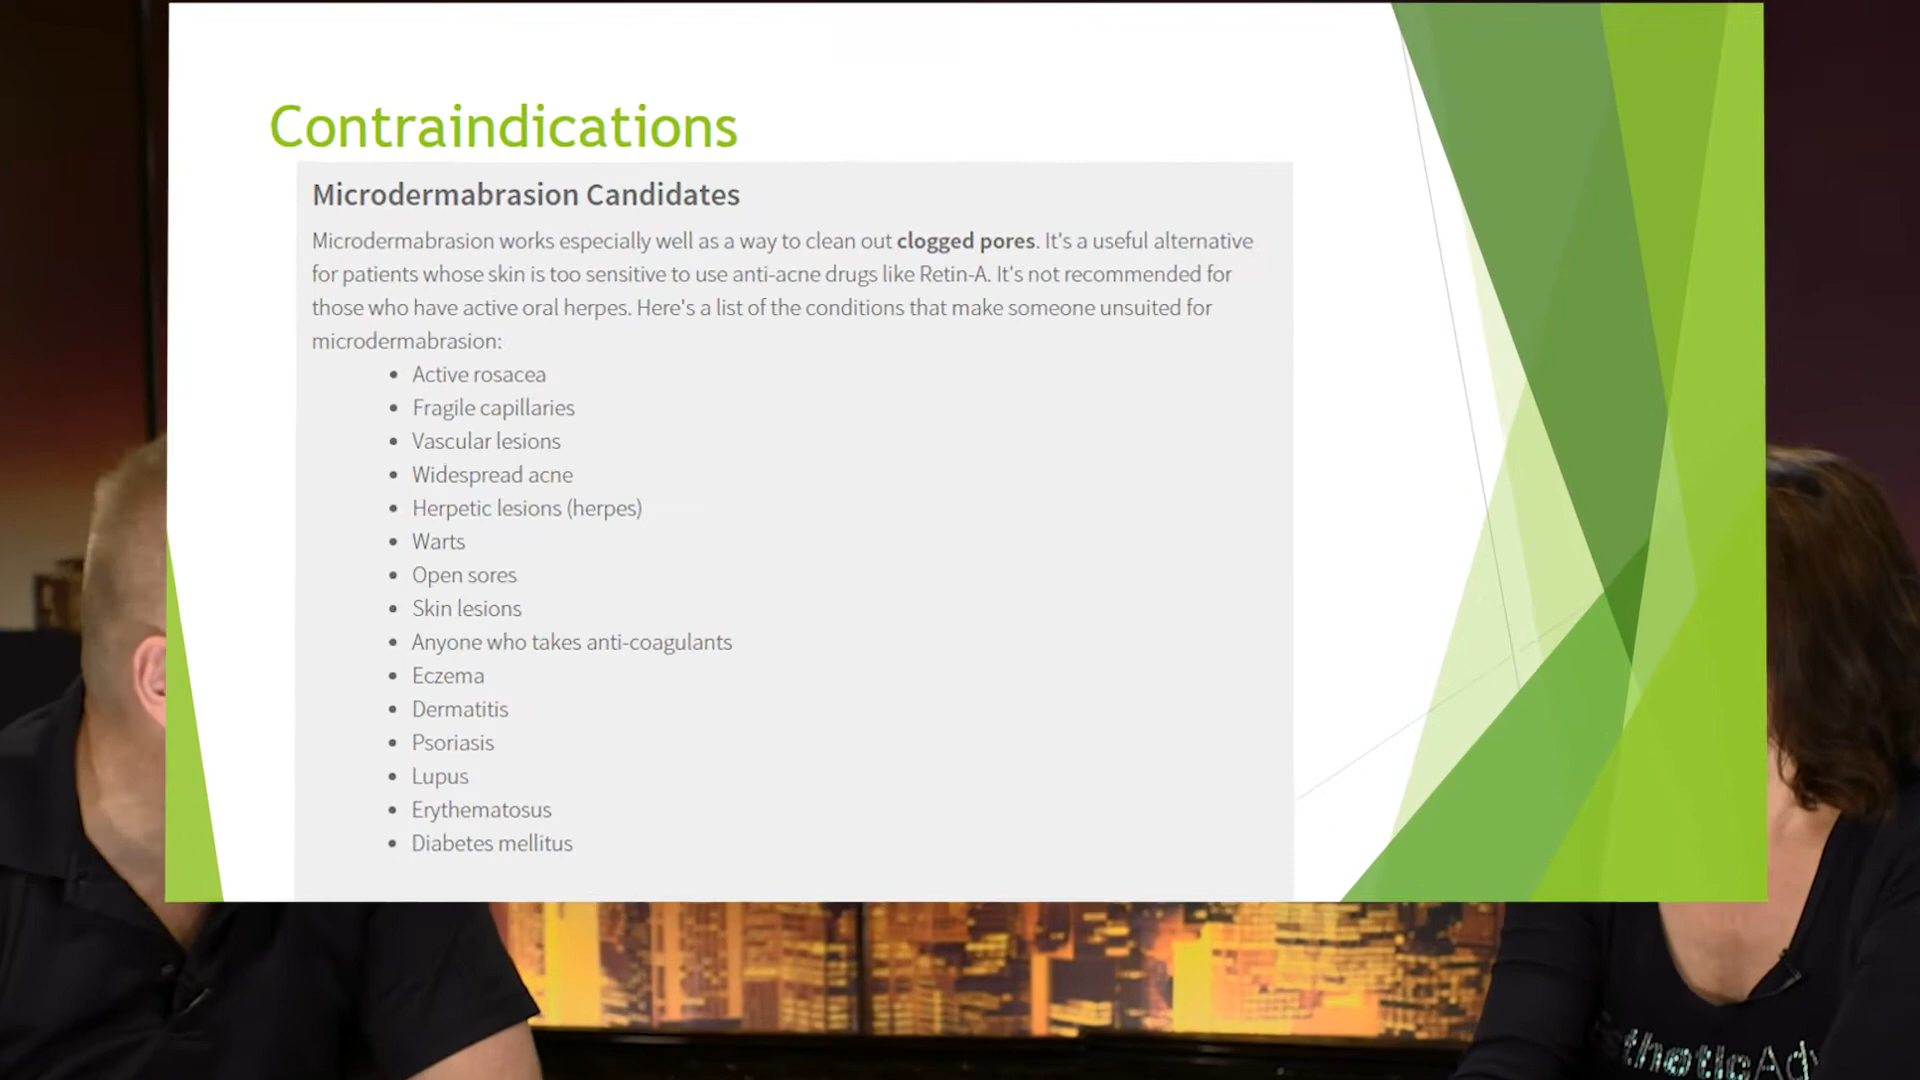 Contraindications
Microdermabrasion Candidates
Microdermabrasion works especially well as a way to clean out clogged pores. It's a useful alternative
for patients whose skin is too sensitive to use anti-acne drugs like Retin-A. It's not recommended for
those who have active oral herpes. Here's a list of the conditions that make someone unsuited for
microdermabrasion:
• Active rosacea
• Fragile capillaries
• Vascular lesions
• Widespread acne
• Herpetic lesions (herpes)
• Warts
• Open sores
• Skin lesions
• Anyone who takes anti-coagulants
• Eczema
• Dermatitis
• Psoriasis
• Lupus
• Erythematosus
• Diabetes mellitus